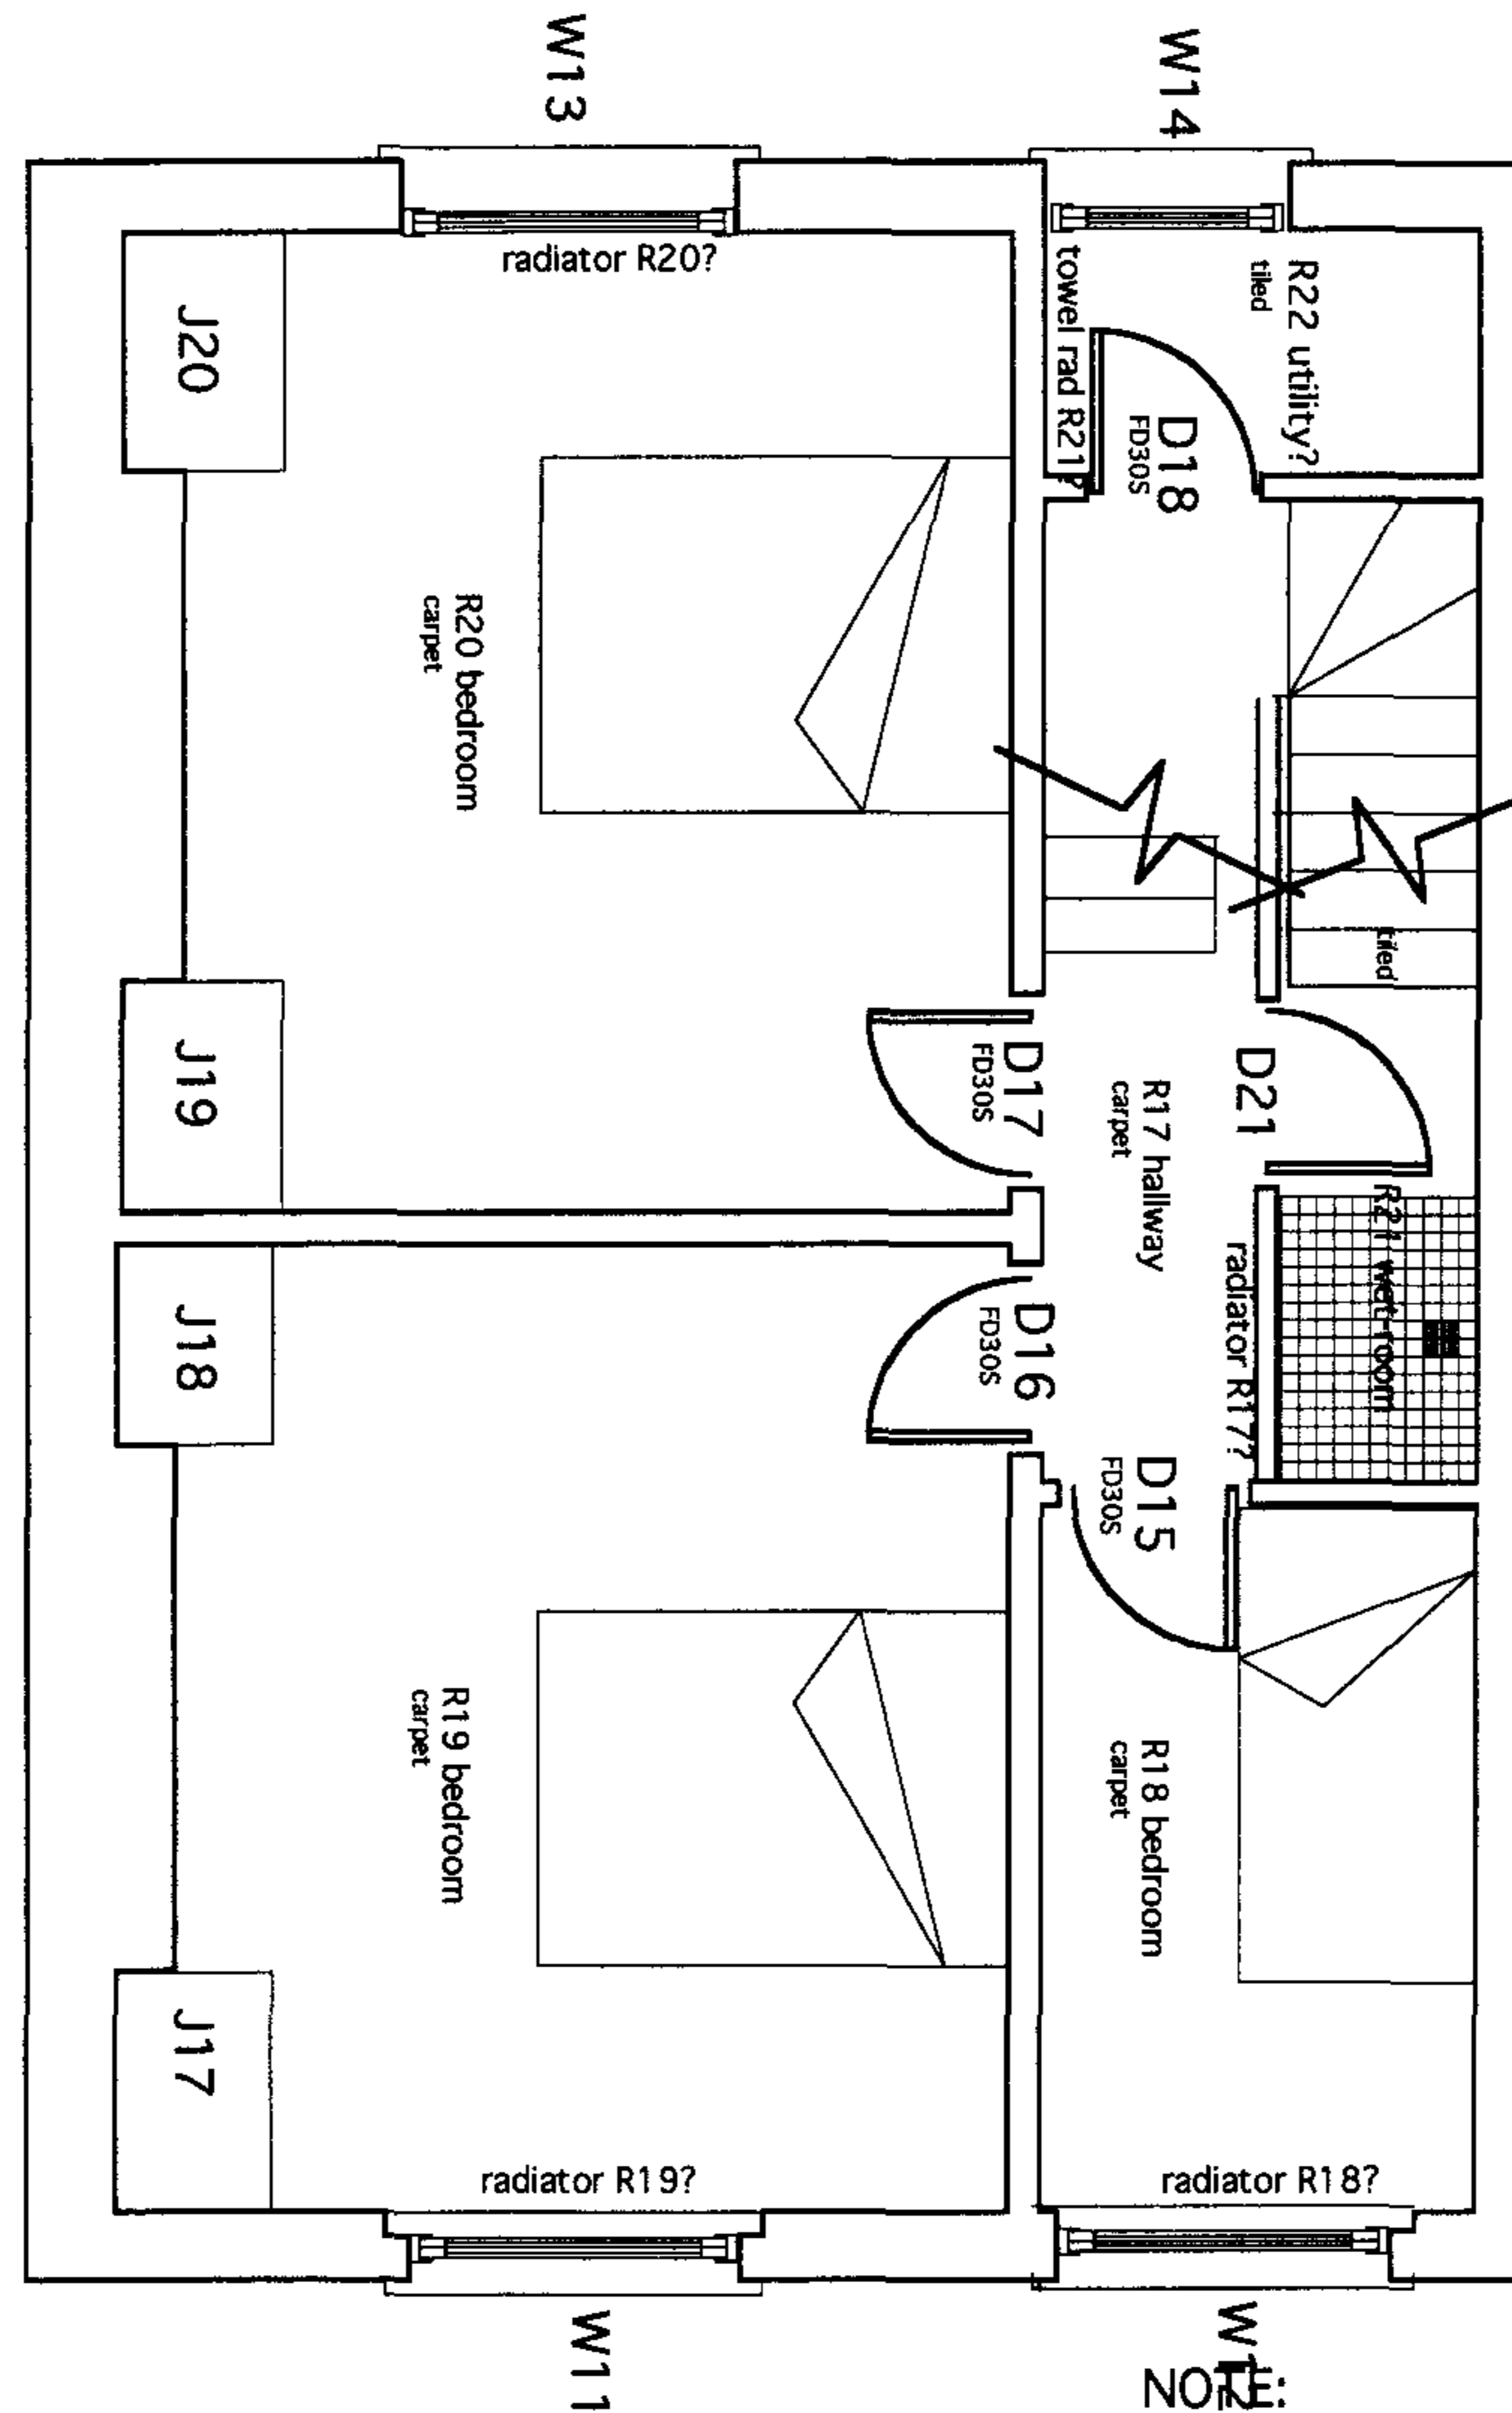 W13
W14
radiator R20?
towel rad R21?
R22 utility?
tiled
J20
D18
FD30S
R20 bedroom
carpet
tiled
J19
D17
FD30S
R17 hallway
carpet
D21
R21 wet-room
radiator R17?
J18
D16
FD30S
D15
FD30S
R19 bedroom
carpet
R18 bedroom
carpet
J17
radiator R19?
radiator R18?
W11
W12
NOTE: